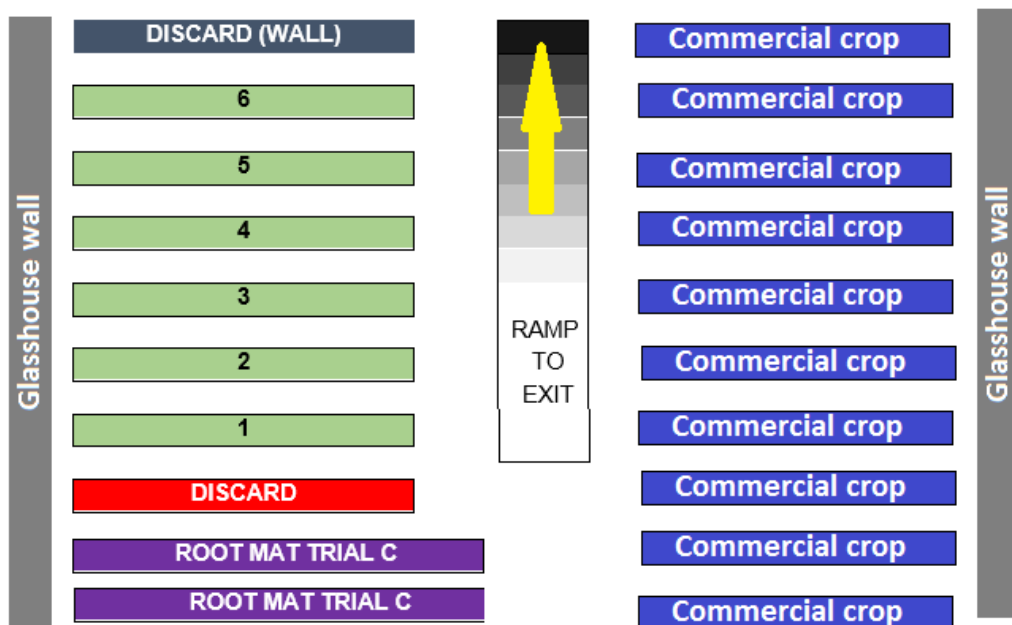 Glasshouse wall
DISCARD (WALL)
6
5
4
3
2
1
DISCARD
ROOT MAT TRIAL C
ROOT MAT TRIAL C
RAMP
TO
EXIT
Commercial crop
Commercial crop
Commercial crop
Commercial crop
Commercial crop
Commercial crop
Commercial crop
Commercial crop
Commercial crop
Commercial crop
Glasshouse wall